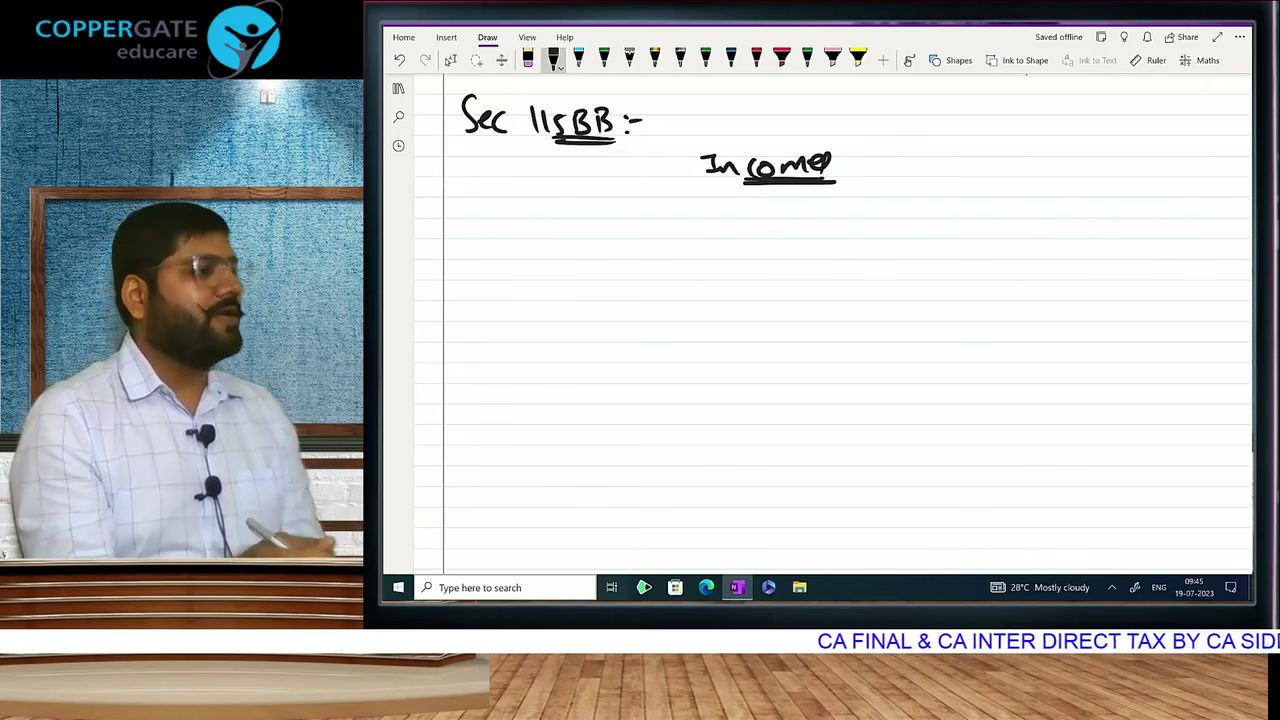 COPPERGATE
educare
Home Insert Draw View Help
Saved offline
Share
Shapes
Ink to Shape
Ink to Text
Ruler
Maths
Sec 115BB:-
Income
Type here to search
28°C Mostly cloudy
ENG
09:45
19-07-2023
CA FINAL & CA INTER DIRECT TAX BY CA SIDD